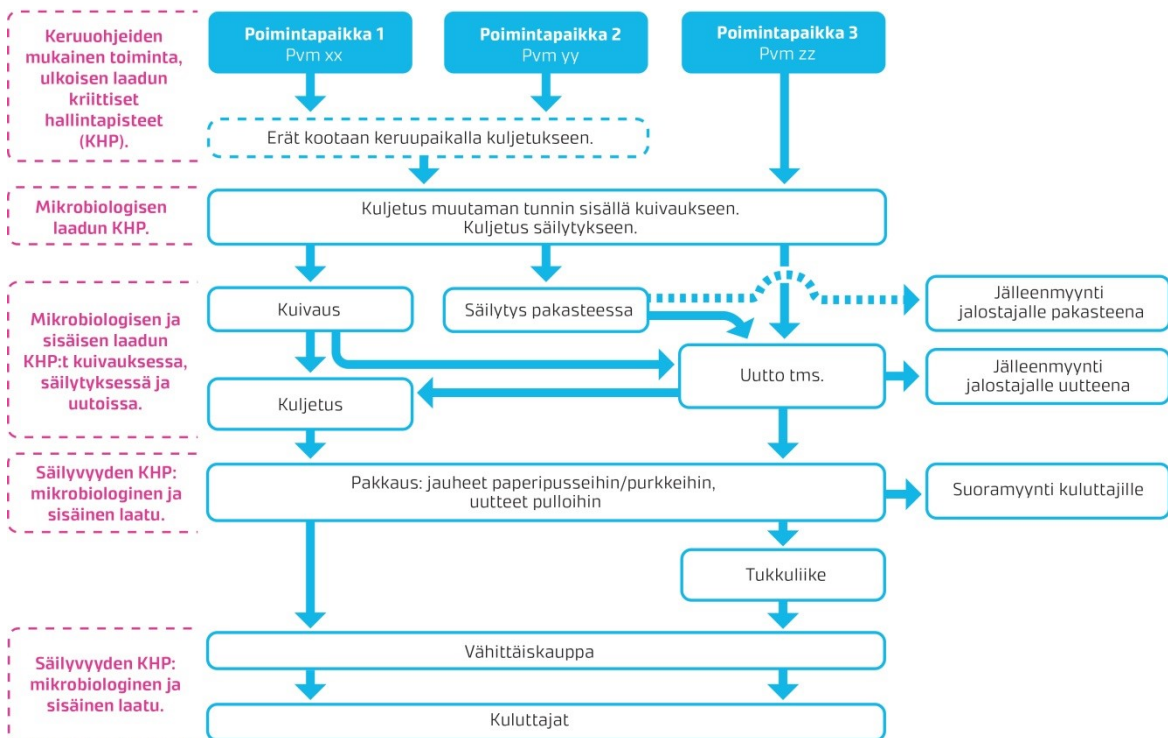 Keruuohjeiden
mukainen toiminta,
ulkoisen laadun
kriittiset
hallintapisteet
(KHP).
Poimintapaikka 1
Pvm xx
Poimintapaikka 2
Pvm yy
Poimintapaikka 3
Pvm zz
Erät kootaan keruupaikalla kuljetukseen.
Mikrobiologisen
laadun KHP.
Kuljetus muutaman tunnin sisällä kuivaukseen.
Kuljetus säilytykseen.
Mikrobiologisen ja
sisäisen laadun
KHP:t kuivauksessa,
säilytyksessä ja
uutoissa.
Kuivaus
Säilytys pakasteessa
Jälleenmyynti
jalostajalle pakasteena
Kuljetus
Uutto tms.
Jälleenmyynti
jalostajalle uutteena
Säilyvyyden KHP:
mikrobiologinen ja
sisäinen laatu.
Pakkaus: jauheet paperipusseihin/purkkeihin,
uutteet pulloihin
Suoramyynti kuluttajille
Tukkuliike
Säilyvyyden KHP:
mikrobiologinen ja
sisäinen laatu.
Vähittäiskauppa
Kuluttajat